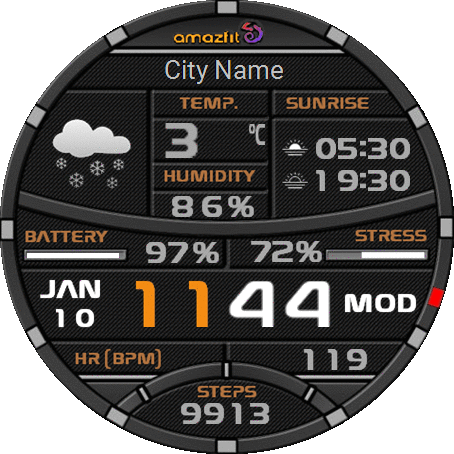 amazfit
City Name
TEMP.
SUNRISE
3 °C
05:30
HUMIDITY
19:30
86%
BATTERY
STRESS
97%
72%
JAN
10
1144
MOD
HR (BPM)
119
STEPS
9913